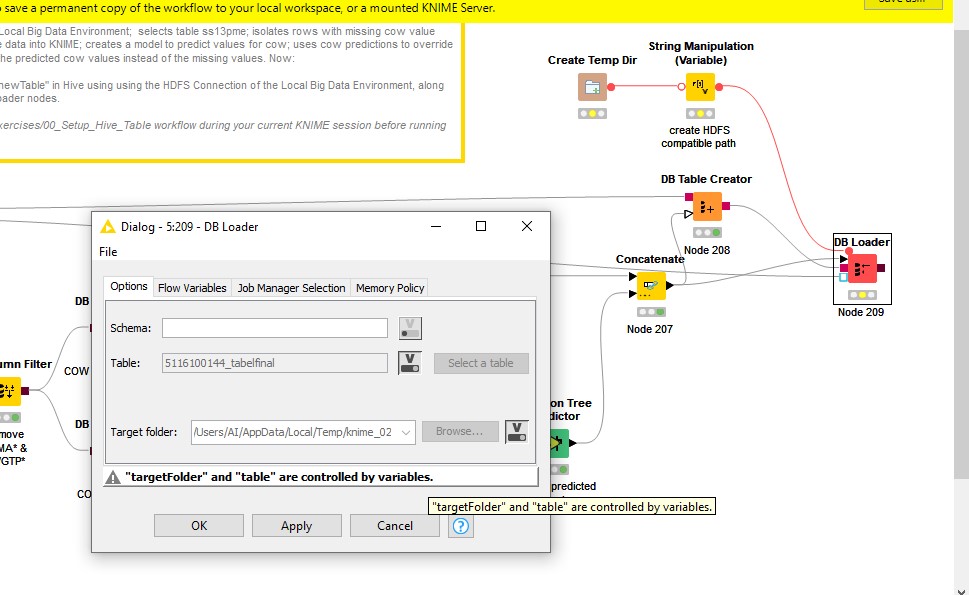 o save a permanent copy of the workflow to your local workspace, or a mounted KNIME Server.
Local Big Data Environment; selects table ss13pme; isolates rows with missing cow value
e data into KNIME; creates a model to predict values for cow; uses cow predictions to override
he predicted cow values instead of the missing values. Now:
newTable" in Hive using using the HDFS Connection of the Local Big Data Environment, along
oader nodes.
xercises/00_Setup_Hive_Table workflow during your current KNIME session before running
Create Temp Dir
String Manipulation
(Variable)
create HDFS
compatible path
DB Table Creator
Node 208
Concatenate
Node 207
DB Loader
Node 209
Dialog - 5:209 - DB Loader
File
Options
Flow Variables
Job Manager Selection
Memory Policy
Schema:
Table:
5116100144_tabelfinal
Select a table
Target folder:
/Users/AI/AppData/Local/Temp/knime_02
Browse...
"targetFolder" and "table" are controlled by variables.
"targetFolder" and "table" are controlled by variables.
OK
Apply
Cancel
DB
umn Filter
COW
DB
move
MA* &
/GTP*
CO
on Tree
dictor
predicted